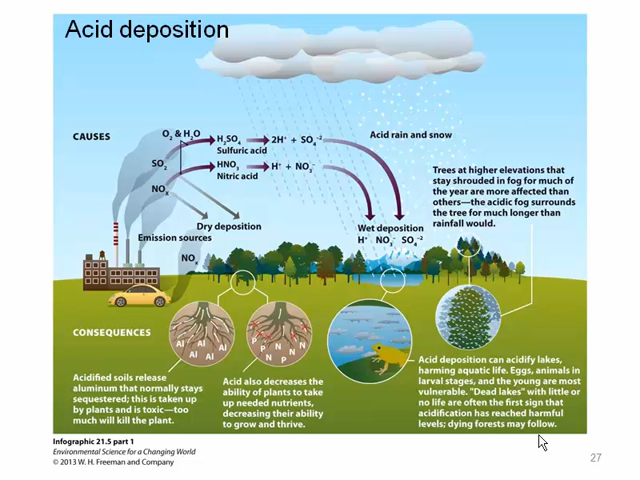 Acid deposition
CAUSES
O2 & H2O
H2SO4
Sulfuric acid
2H+ + SO4-2
Acid rain and snow
SO2
HNO3
Nitric acid
H+ + NO3-
NOX
Trees at higher elevations that
stay shrouded in fog for much of
the year are more affected than
others—the acidic fog surrounds
the tree for much longer than
rainfall would.
Dry deposition
Emission sources
Wet deposition
H+ NO3- SO4-2
NOX
CONSEQUENCES
Al Al Al Al Al
P P N N N N P
Acidified soils release
aluminum that normally stays
sequestered; this is taken up
by plants and is toxic—too
much will kill the plant.
Acid also decreases the
ability of plants to take
up needed nutrients,
decreasing their ability
to grow and thrive.
Acid deposition can acidify lakes,
harming aquatic life. Eggs, animals in
larval stages, and the young are most
vulnerable. "Dead lakes" with little or
no life are often the first sign that
acidification has reached harmful
levels; dying forests may follow.
Infographic 21.5 part 1
Environmental Science for a Changing World
© 2013 W. H. Freeman and Company
27